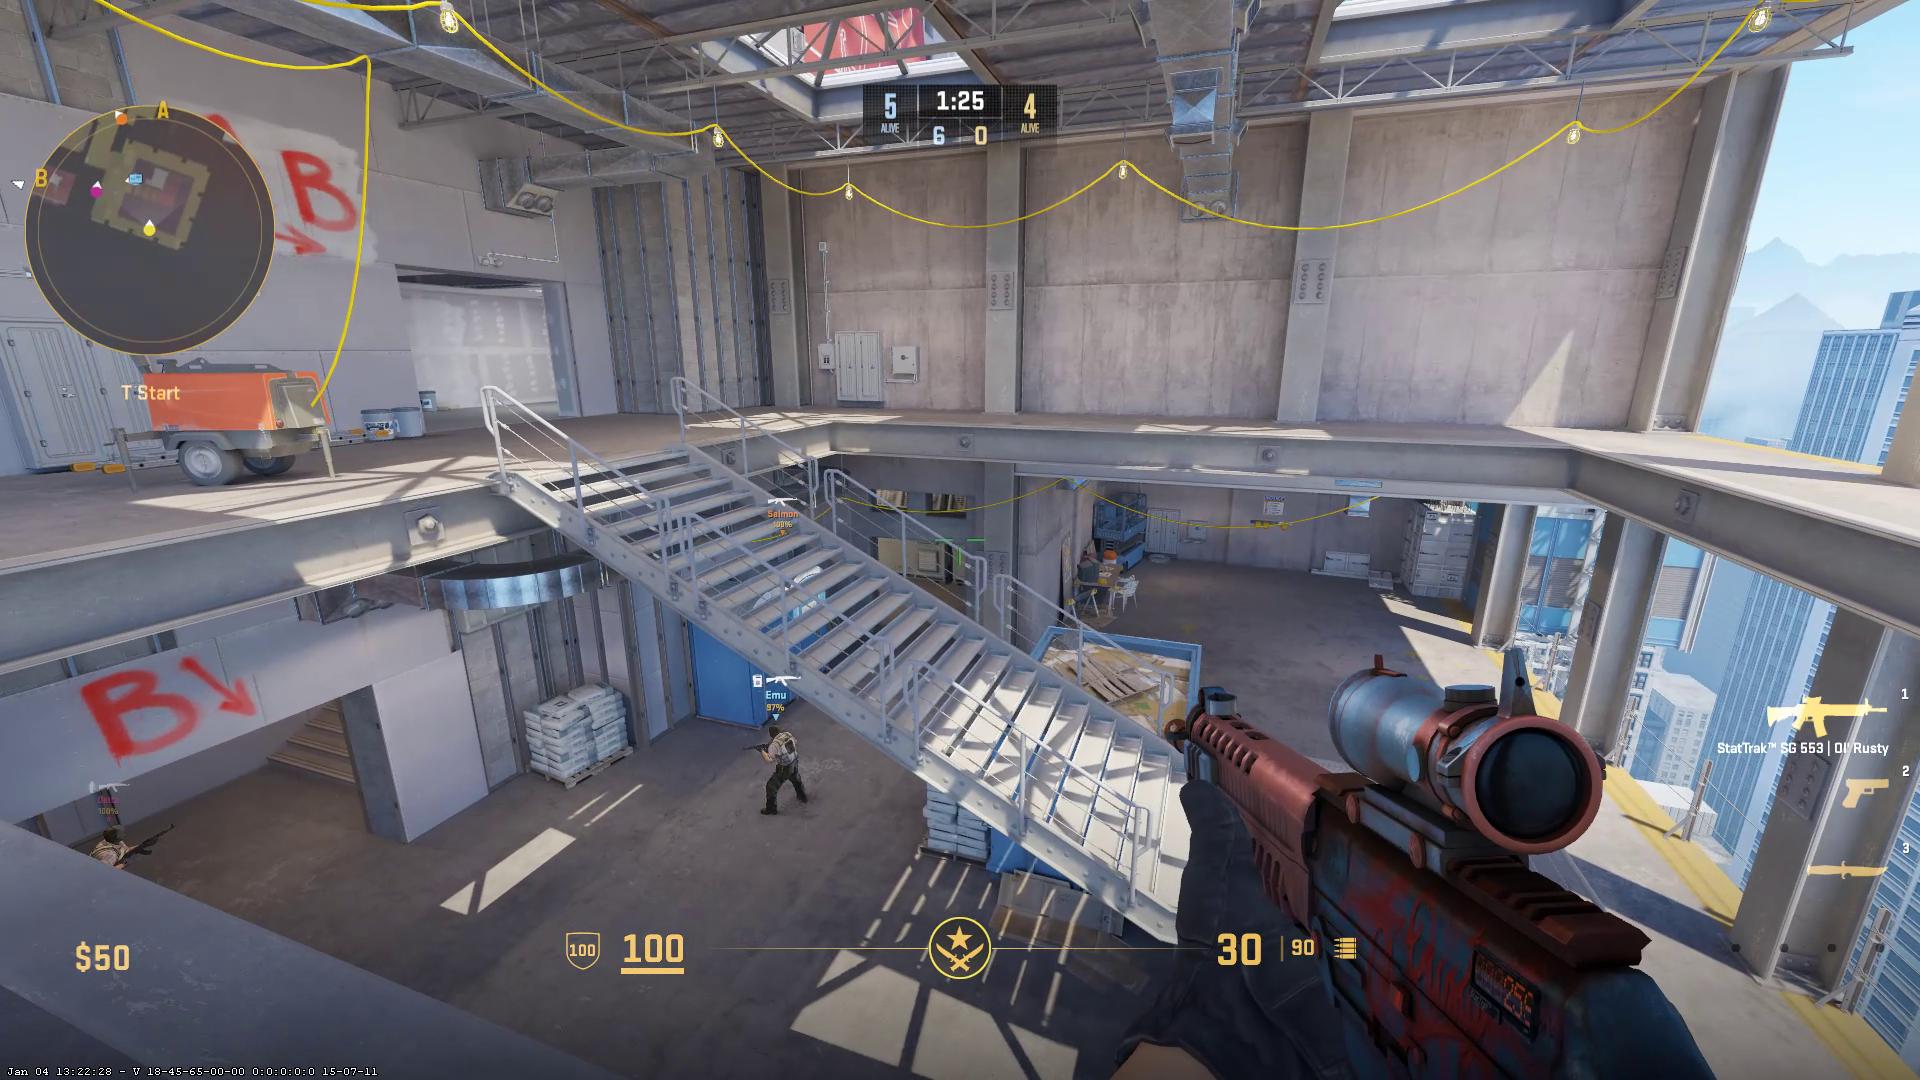 5
ALIVE
1:25
4
ALIVE
6
0
A
B
B
T Start
Salmon
100%
Emu
97%
B
100%
1
StatTrak™ SG 553 | Ol' Rusty
2
3
$50
100
100
30
90
Jan 04 13:22:28 - V 18-45-65-00-00 0:0:0:0:0 15-07-11